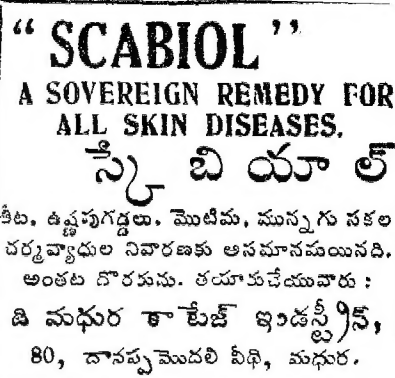 “SCABIOL”
A SOVEREIGN REMEDY FOR
ALL SKIN DISEASES.
స్కే బి యా ల్
కీట, ఉష్ణపుగడ్డలు. మొటిమ, మున్నగు సకల
చర్మవ్యాధుల నివారణకు అసమానమయినది.
అంతట దొరకును. తయారుచేయువారు :
ది మధుర కా టేజ్ ఇండస్ట్రీస్,
80, దానప్ప మొదలి వీధి, మధుర.